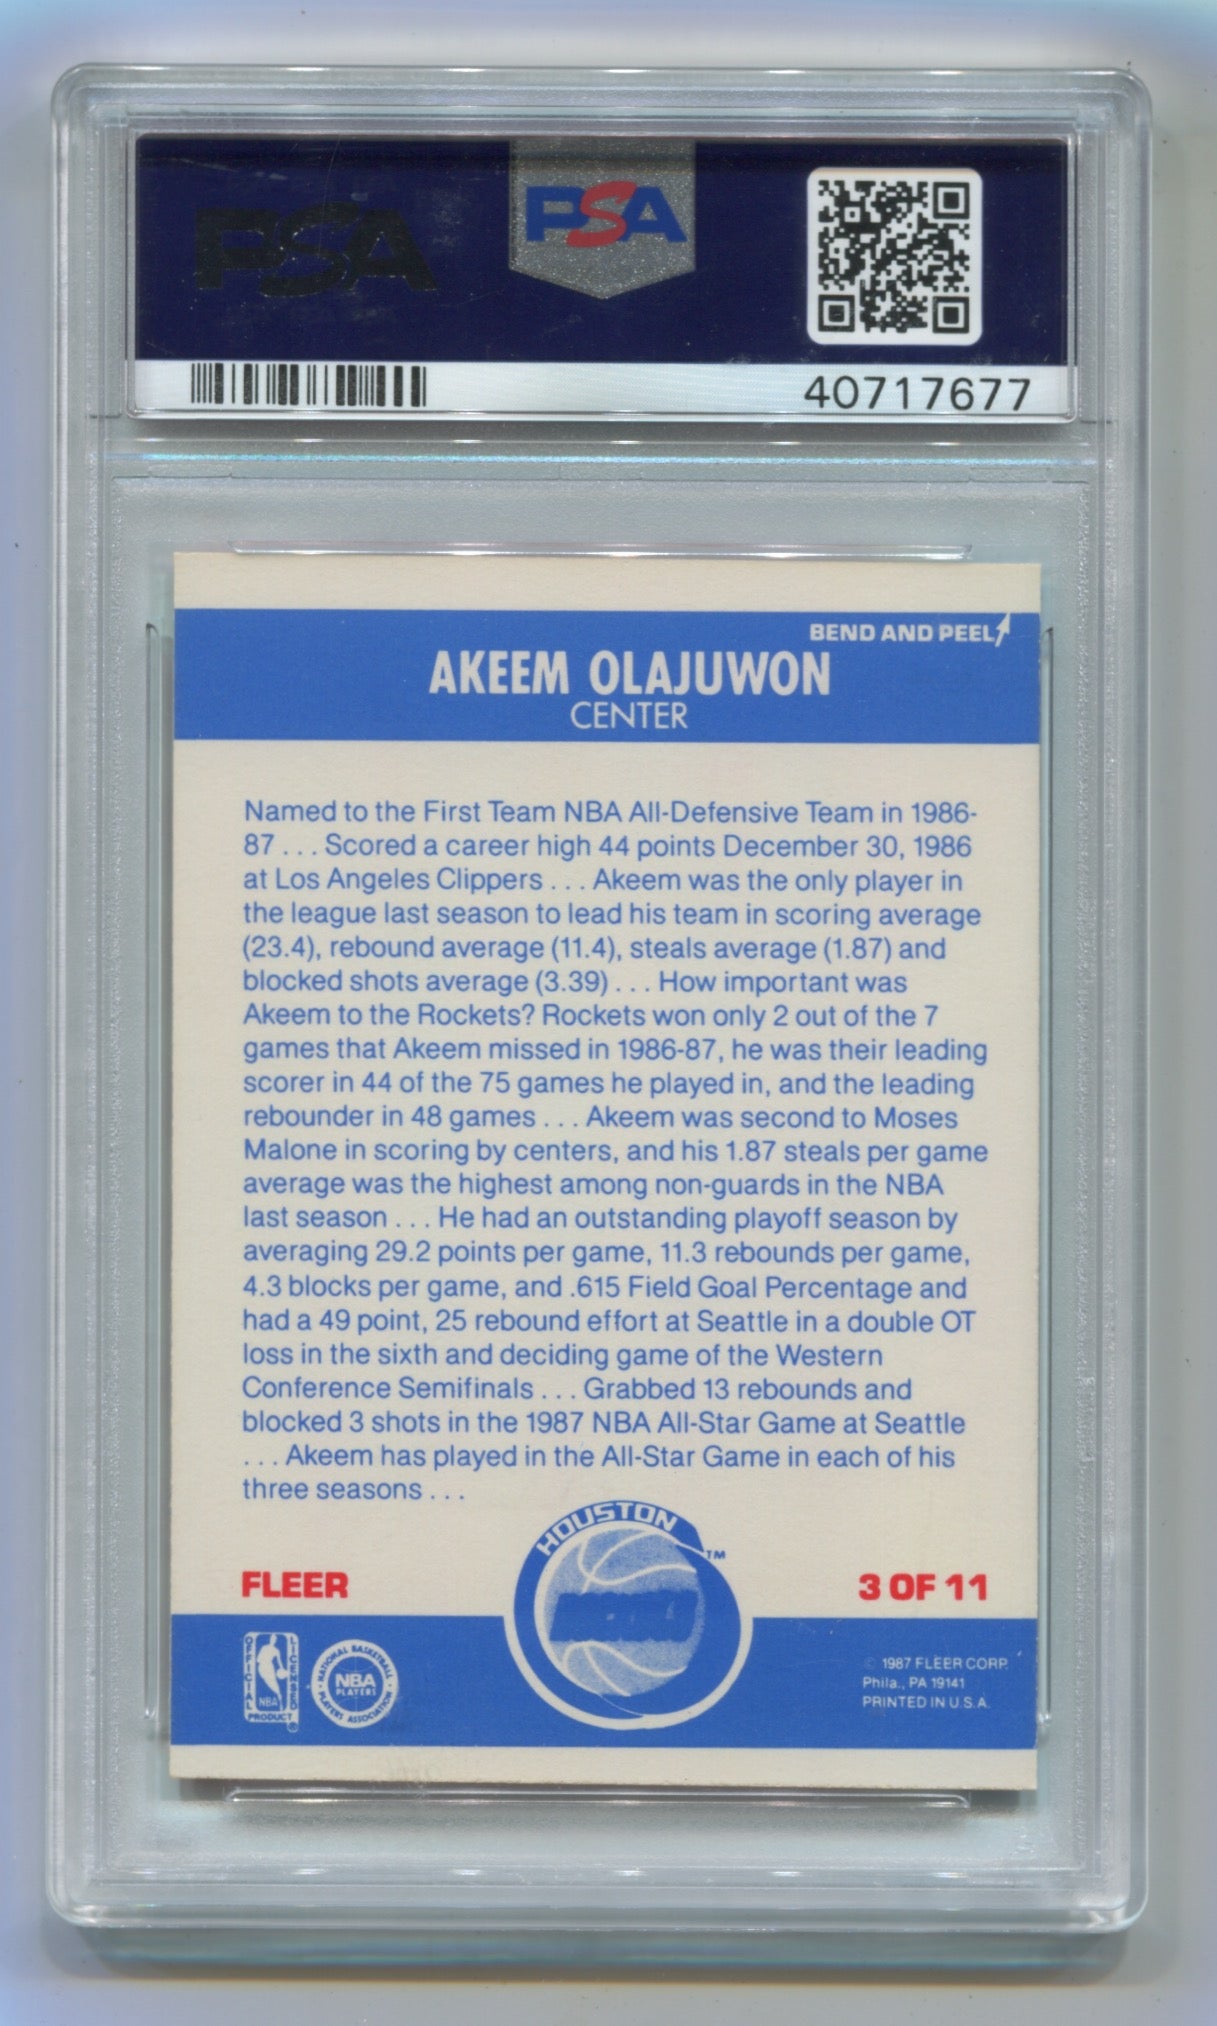 PSA
PSA
40717677
BEND AND PEEL
AKEEM OLAJUWON
CENTER
Named to the First Team NBA All-Defensive Team in 1986-
87 . . . Scored a career high 44 points December 30, 1986
at Los Angeles Clippers . . . Akeem was the only player in
the league last season to lead his team in scoring average
(23.4), rebound average (11.4), steals average (1.87) and
blocked shots average (3.39) . . . How important was
Akeem to the Rockets? Rockets won only 2 out of the 7
games that Akeem missed in 1986-87, he was their leading
scorer in 44 of the 75 games he played in, and the leading
rebounder in 48 games . . . Akeem was second to Moses
Malone in scoring by centers, and his 1.87 steals per game
average was the highest among non-guards in the NBA
last season . . . He had an outstanding playoff season by
averaging 29.2 points per game, 11.3 rebounds per game,
4.3 blocks per game, and .615 Field Goal Percentage and
had a 49 point, 25 rebound effort at Seattle in a double OT
loss in the sixth and deciding game of the Western
Conference Semifinals . . . Grabbed 13 rebounds and
blocked 3 shots in the 1987 NBA All-Star Game at Seattle
. . . Akeem has played in the All-Star Game in each of his
three seasons . . .
HOUSTON
TM
FLEER
3 OF 11
OFFICIAL LICENSED
NBA
PRODUCT ®
NATIONAL BASKETBALL
NBA
PLAYERS
PLAYERS ASSOCIATION
© 1987 FLEER CORP.
Phila., PA 19141
PRINTED IN U.S.A.